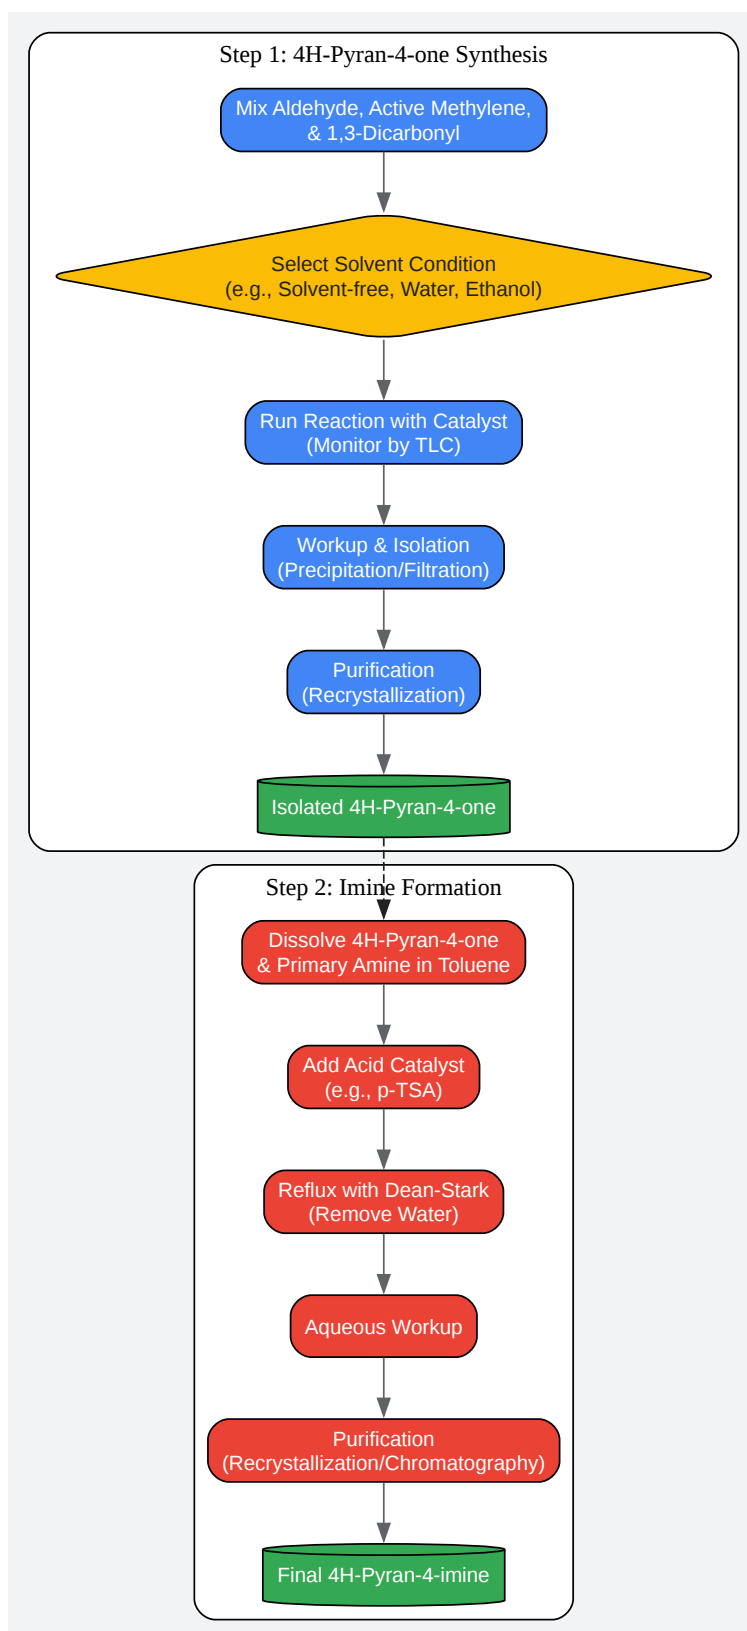 Step 1: 4H-Pyran-4-one Synthesis
Mix Aldehyde, Active Methylene,
& 1,3-Dicarbonyl
Select Solvent Condition
(e.g., Solvent-free, Water, Ethanol)
Run Reaction with Catalyst
(Monitor by TLC)
Workup & Isolation
(Precipitation/Filtration)
Purification
(Recrystallization)
Isolated 4H-Pyran-4-one
Step 2: Imine Formation
Dissolve 4H-Pyran-4-one
& Primary Amine in Toluene
Add Acid Catalyst
(e.g., p-TSA)
Reflux with Dean-Stark
(Remove Water)
Aqueous Workup
Purification
(Recrystallization/Chromatography)
Final 4H-Pyran-4-imine